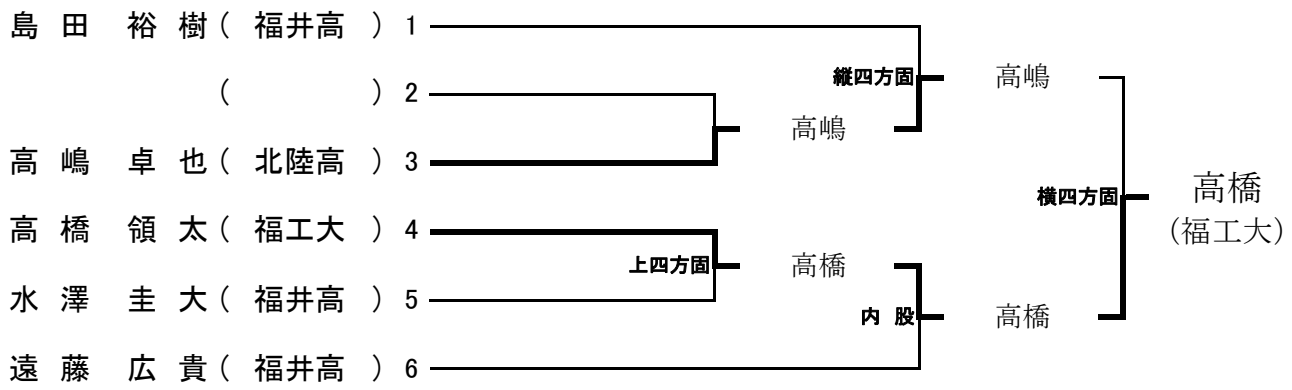 島田 裕樹( 福井高 ) 1
縦四方固 高嶋
( ) 2
高嶋
高嶋 卓也( 北陸高 ) 3
横四方固 高橋
(福工大)
高橋 領太( 福工大 ) 4
上四方固 高橋
水澤 圭大( 福井高 ) 5
内股 高橋
遠藤 広貴( 福井高 ) 6